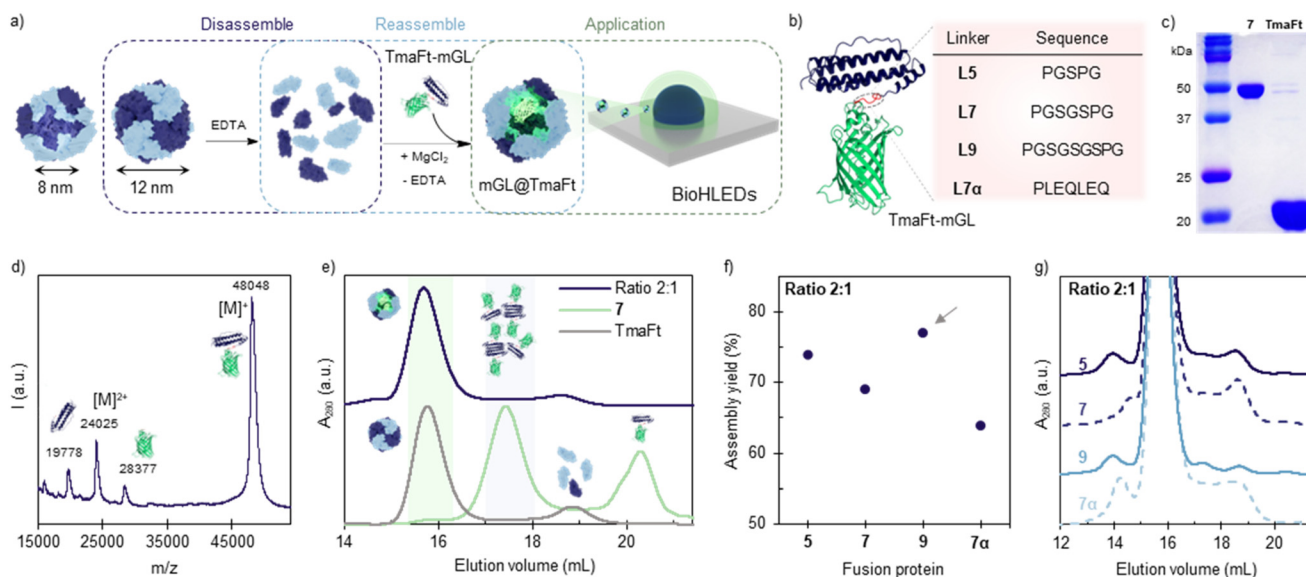 a)
Disassemble
Reassemble
Application
TmaFt-mGL
EDTA
+ MgCl₂
- EDTA
8 nm
12 nm
mGL@TmaFt
BioHLEDs
b)
Linker Sequence
L5 PGSPG
L7 PGSGSPG
L9 PGSGSGSPG
L7α PLEQLEQ
TmaFt-mGL
c)
7 TmaFt
kDa
50
37
25
20
d)
48048
[M]⁺
[M]²⁺
24025
19778
28377
I (a.u.)
15000 25000 35000 45000
m/z
e)
Ratio 2:1
7
TmaFt
A₂₈₀ (a.u.)
14 16 18 20
Elution volume (mL)
f)
Ratio 2:1
85
80
75
70
65
60
55
50
Assembly yield (%)
5 7 9 7α
Fusion protein
g)
Ratio 2:1
5
7
9
7α
A₂₈₀ (a.u.)
12 14 16 18 20
Elution volume (mL)